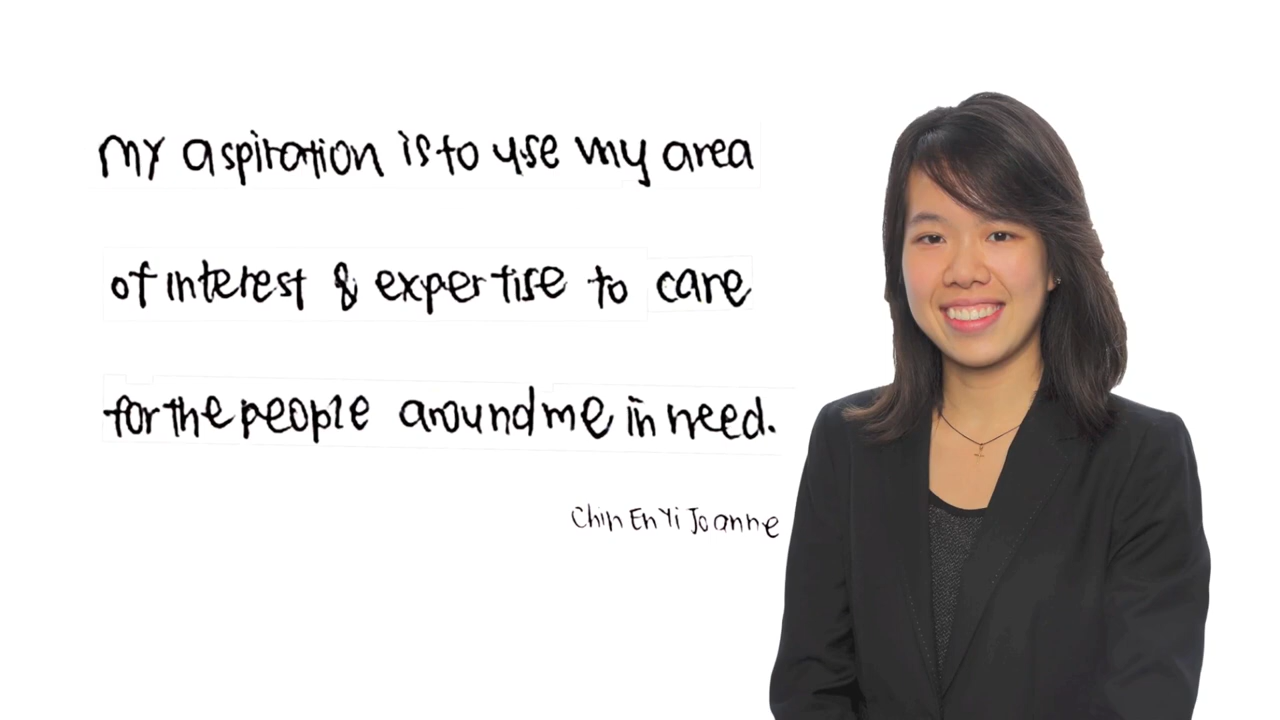 My aspiration is to use my area
of interest & expertise to care
for the people around me in need.
Chin En Yi Joanne